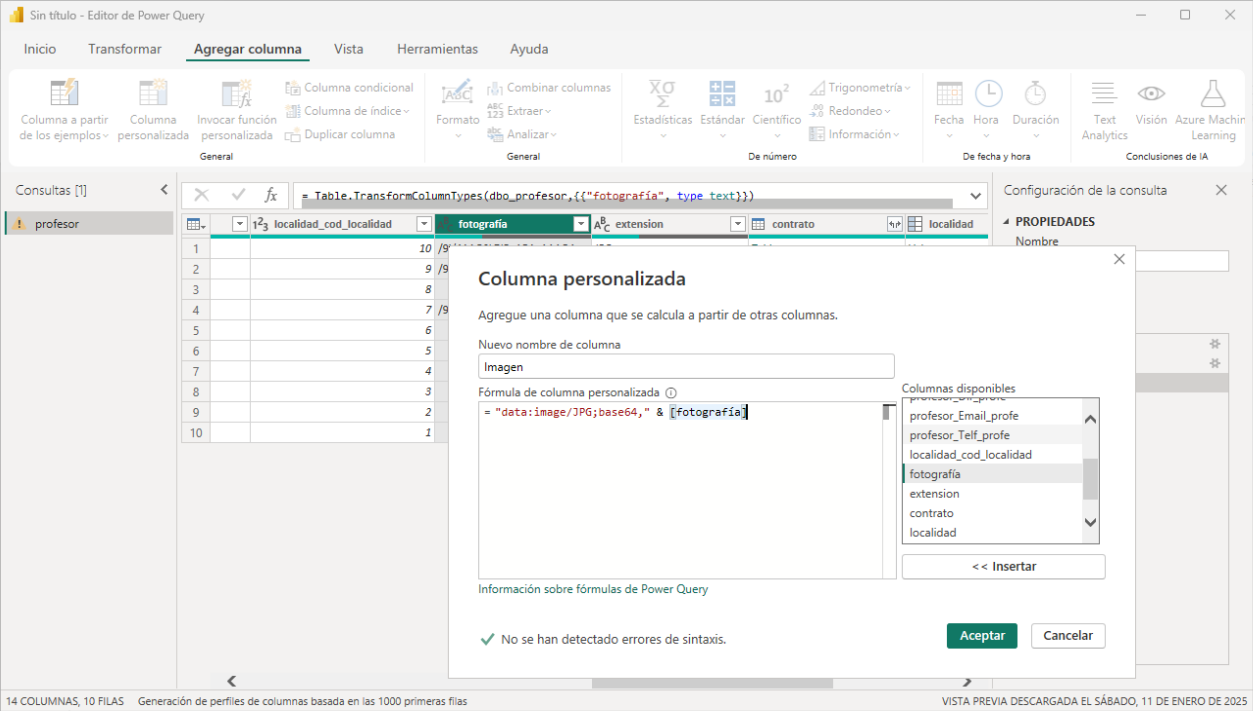 Sin título - Editor de Power Query
Inicio Transformar Agregar columna Vista Herramientas Ayuda
Columna a partir de los ejemplos
Columna personalizada
Invocar función personalizada
Columna condicional
Columna de índice
Duplicar columna
General
Formato
Combinar columnas
Extraer
Analizar
General
Estadísticas
Estándar
Científico
Trigonometría
Redondeo
Información
De número
Fecha
Hora
Duración
De fecha y hora
Text Analytics
Visión
Azure Machin
Learning
Conclusiones de IA
Consultas [1]
profesor
= Table.TransformColumnTypes(dbo_profesor,{{"fotografía", type text}})
Configuración de la consulta
PROPIEDADES
Nombre
localidad_cod_localidad fotografía extension contrato localidad
1 10
2 9
3 8
4 7
5 6
6 5
7 4
8 3
9 2
10 1
Columna personalizada
Agregue una columna que se calcula a partir de otras columnas.
Nuevo nombre de columna
Imagen
Fórmula de columna personalizada
= "data:image/JPG;base64," & [fotografía]
Columnas disponibles
profesor_Email_profe
profesor_Telf_profe
localidad_cod_localidad
fotografía
extension
contrato
localidad
<< Insertar
Información sobre fórmulas de Power Query
No se han detectado errores de sintaxis.
Aceptar Cancelar
14 COLUMNAS, 10 FILAS Generación de perfiles de columnas basada en las 1000 primeras filas VISTA PREVIA DESCARGADA EL SÁBADO, 11 DE ENERO DE 2025